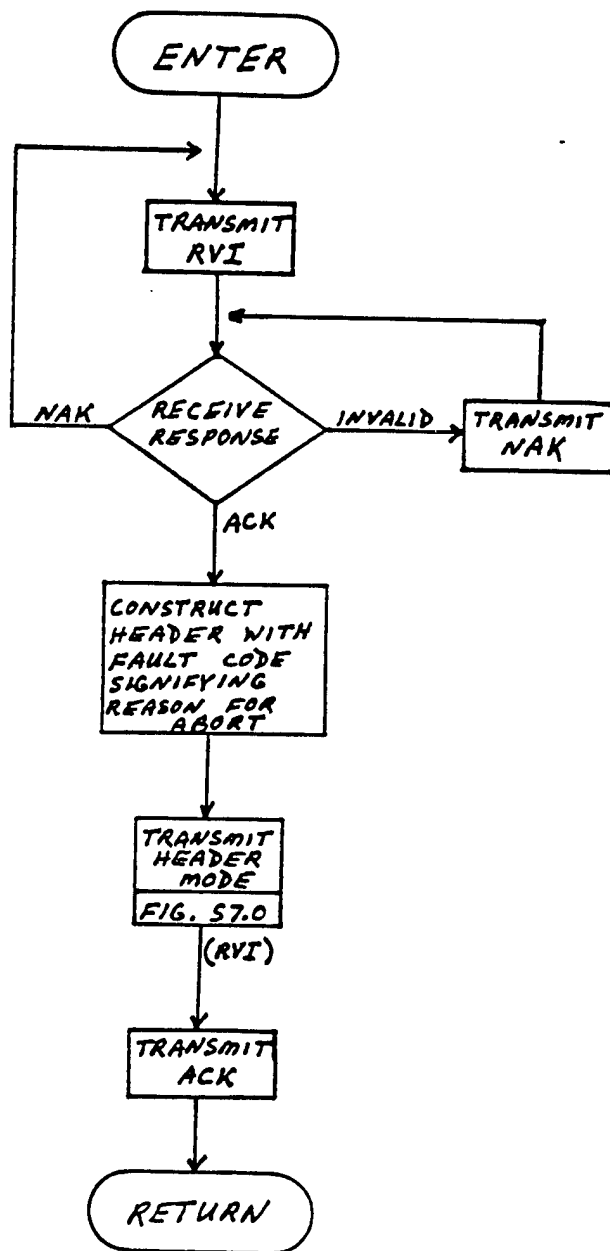 ENTER
TRANSMIT
RVI
NAK
RECEIVE
RESPONSE
INVALID
TRANSMIT
NAK
ACK
CONSTRUCT
HEADER WITH
FAULT CODE
SIGNIFYING
REASON FOR
ABORT
TRANSMIT
HEADER
MODE
FIG. S7.0
(RVI)
TRANSMIT
ACK
RETURN